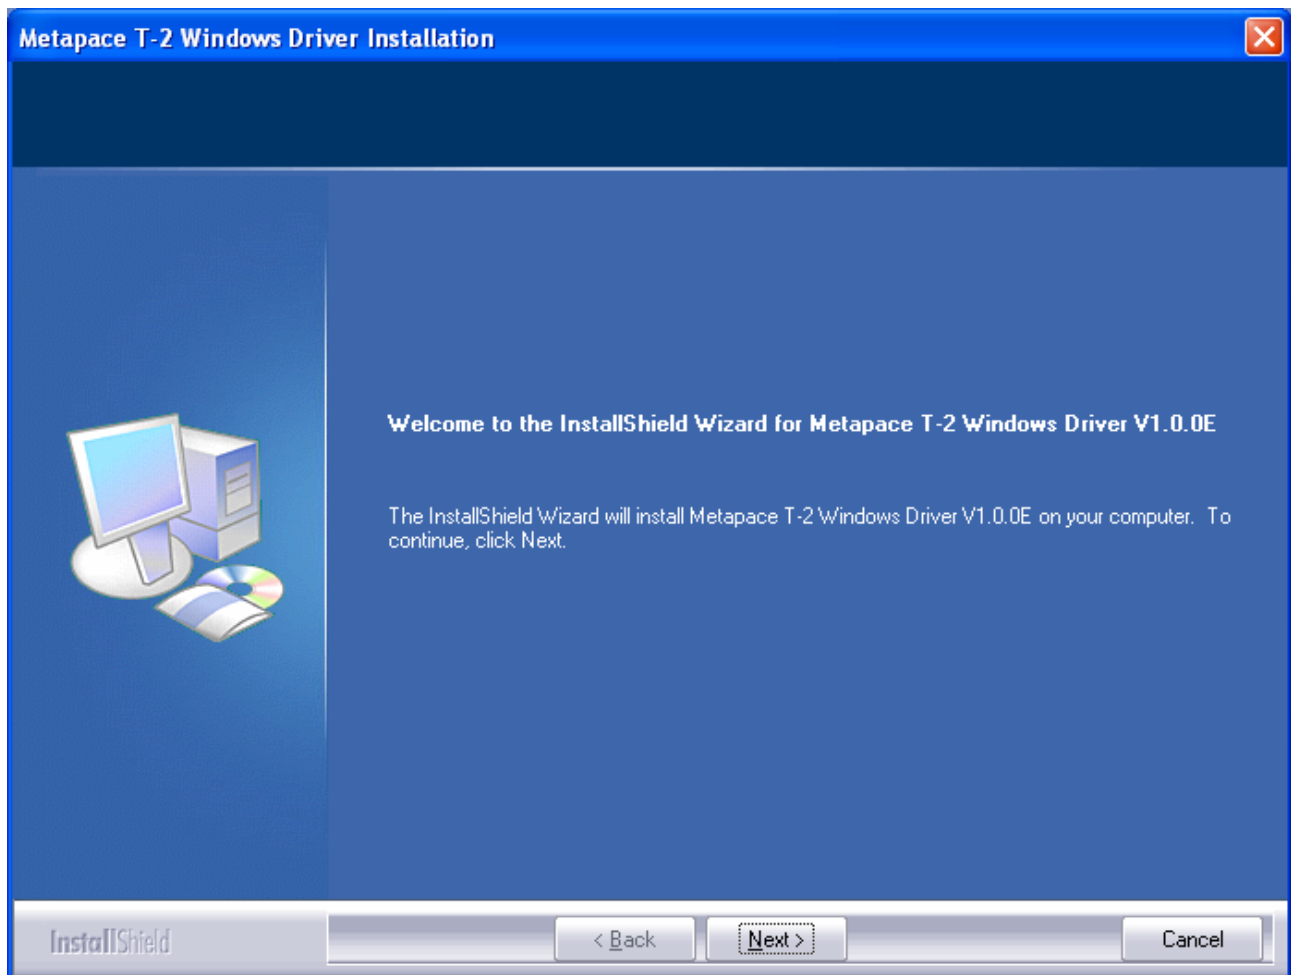 Metapace T-2 Windows Driver Installation
Welcome to the InstallShield Wizard for Metapace T-2 Windows Driver V1.0.0E
The InstallShield Wizard will install Metapace T-2 Windows Driver V1.0.0E on your computer.  To
continue, click Next.
InstallShield
< Back
Next >
Cancel